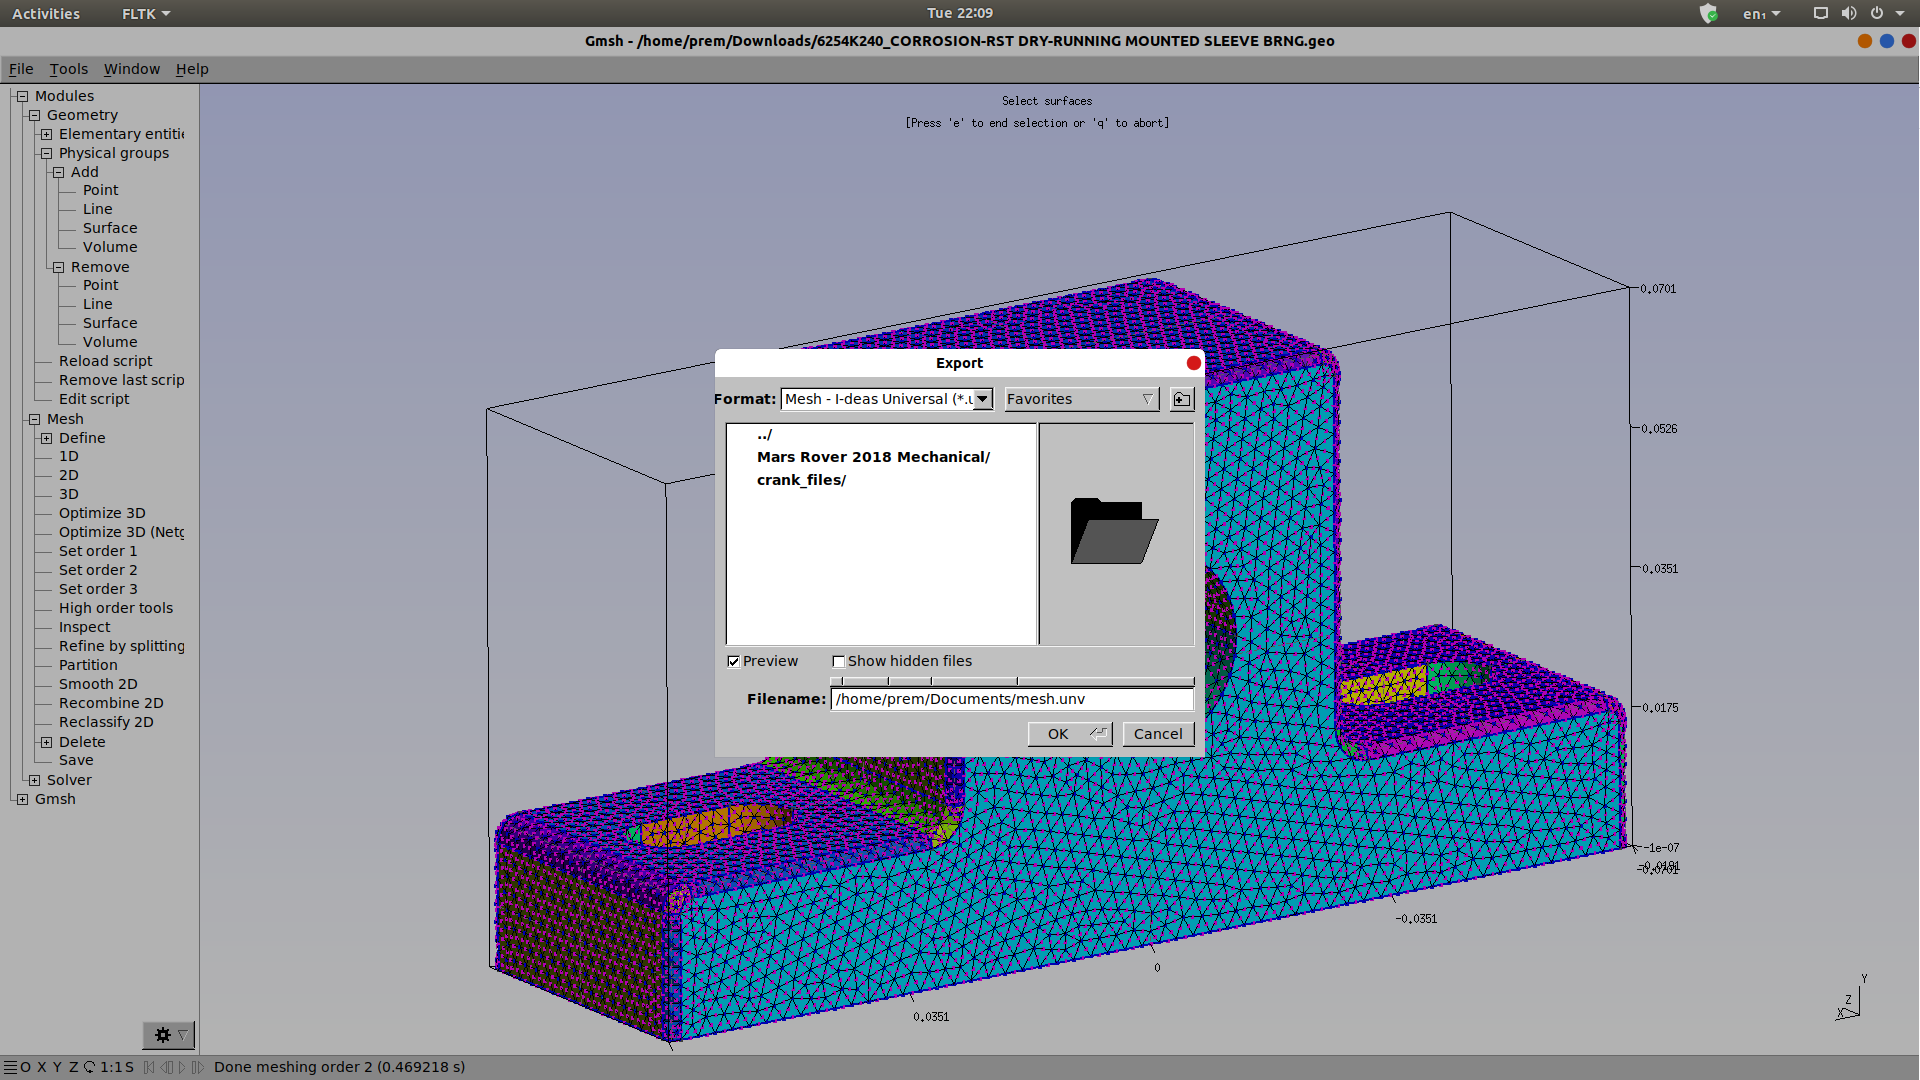 Activities
FLTK
Tue 22:09
en₁
Gmsh - /home/prem/Downloads/6254K240_CORROSION-RST DRY-RUNNING MOUNTED SLEEVE BRNG.geo
File Tools Window Help
Modules
Geometry
Elementary entitie
Physical groups
Add
Point
Line
Surface
Volume
Remove
Point
Line
Surface
Volume
Reload script
Remove last scrip
Edit script
Mesh
Define
1D
2D
3D
Optimize 3D
Optimize 3D (Netg
Set order 1
Set order 2
Set order 3
High order tools
Inspect
Refine by splitting
Partition
Smooth 2D
Recombine 2D
Reclassify 2D
Delete
Save
Solver
Gmsh
Select surfaces
[Press 'e' to end selection or 'q' to abort]
Export
Format: Mesh - I-deas Universal (*.u
Favorites
../
Mars Rover 2018 Mechanical/
crank_files/
Preview
Show hidden files
Filename: /home/prem/Documents/mesh.unv
OK
Cancel
0.0701
0.0526
0.0351
0.0175
-1e-07
-0.0191
-0.0701
-0.0351
0
0.0351
Y
Z
X
O X Y Z 1:1 S
Done meshing order 2 (0.469218 s)